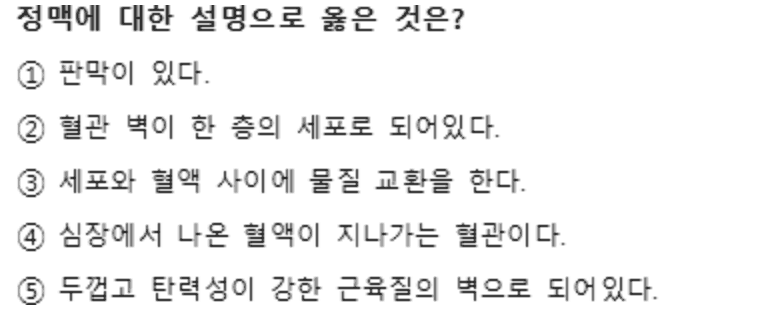 정맥에 대한 설명으로 옳은 것은?
① 판막이 있다.
② 혈관 벽이 한 층의 세포로 되어있다.
③ 세포와 혈액 사이에 물질 교환을 한다.
④ 심장에서 나온 혈액이 지나가는 혈관이다.
⑤ 두껍고 탄력성이 강한 근육질의 벽으로 되어있다.